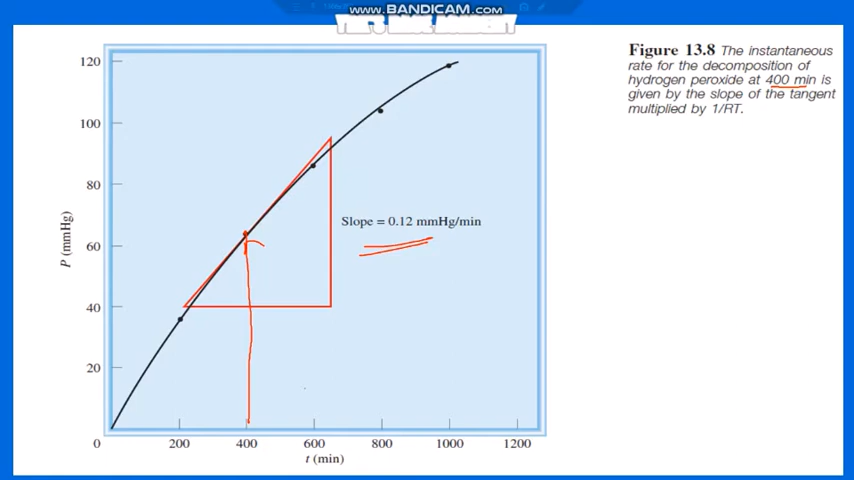 WWW.BANDICAM.COM
Figure 13.8 The instantaneous
rate for the decomposition of
hydrogen peroxide at 400 min is
given by the slope of the tangent
multiplied by 1/RT.
120
100
80
60
40
20
0
P (mmHg)
Slope = 0.12 mmHg/min
200 400 600 800 1000 1200
t (min)